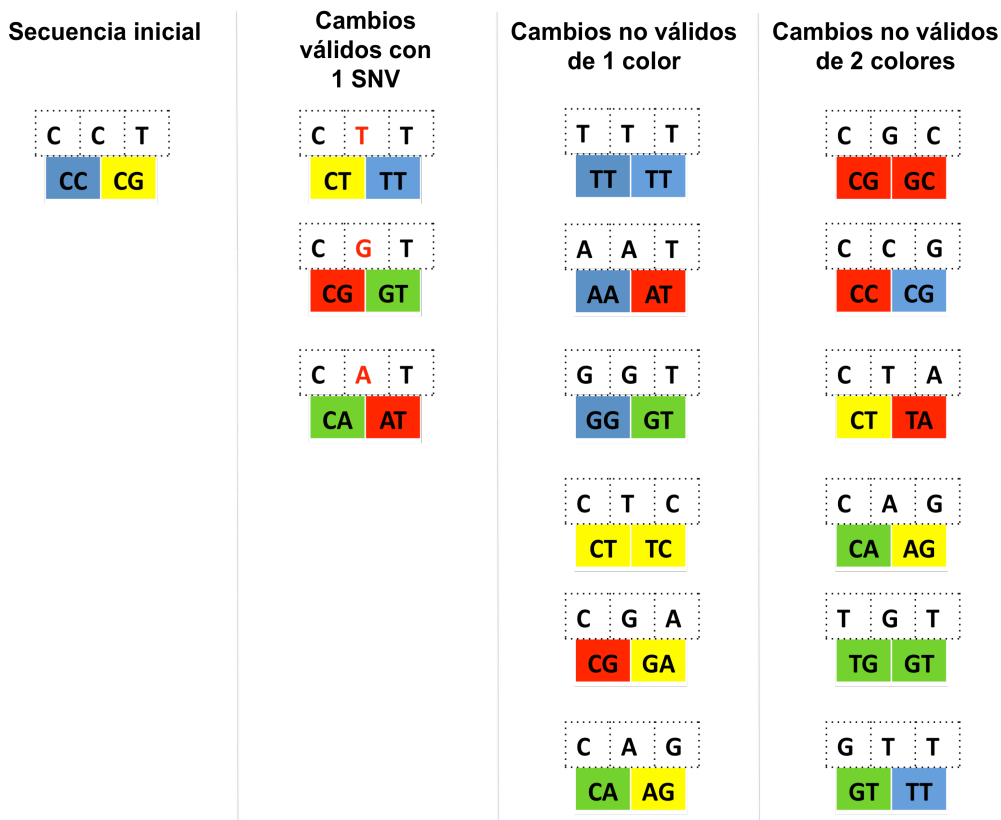 Secuencia inicial
C C T
CC CG
Cambios
válidos con
1 SNV
C T T
CT TT
C G T
CG GT
C A T
CA AT
Cambios no válidos
de 1 color
T T T
TT TT
A A T
AA AT
G G T
GG GT
C T C
CT TC
C G A
CG GA
C A G
CA AG
Cambios no válidos
de 2 colores
C G C
CG GC
C C G
CC CG
C T A
CT TA
C A G
CA AG
T G T
TG GT
G T T
GT TT